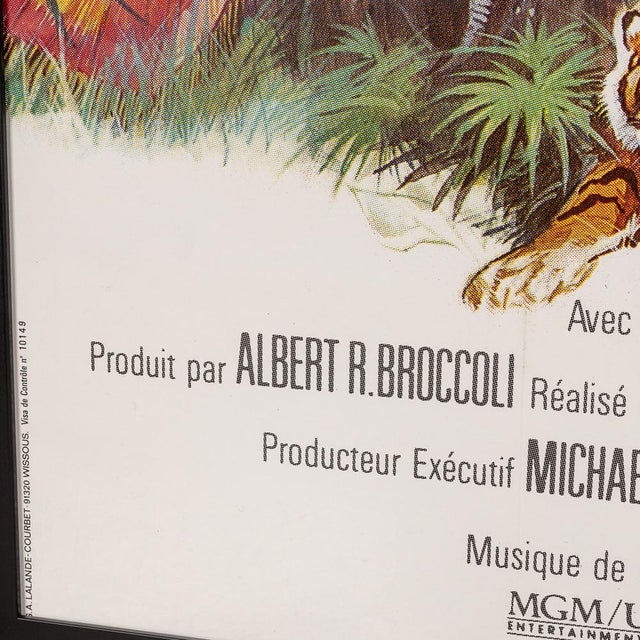 Avec
Produit par ALBERT R. BROCCOLI Réalisé
Producteur Exécutif MICHAE
Musique de
MGM/U
ENTERTAINMEN
S.A. LALANDE-COURBET-91320 WISSOUS. Visa de Contrôle n° 10149